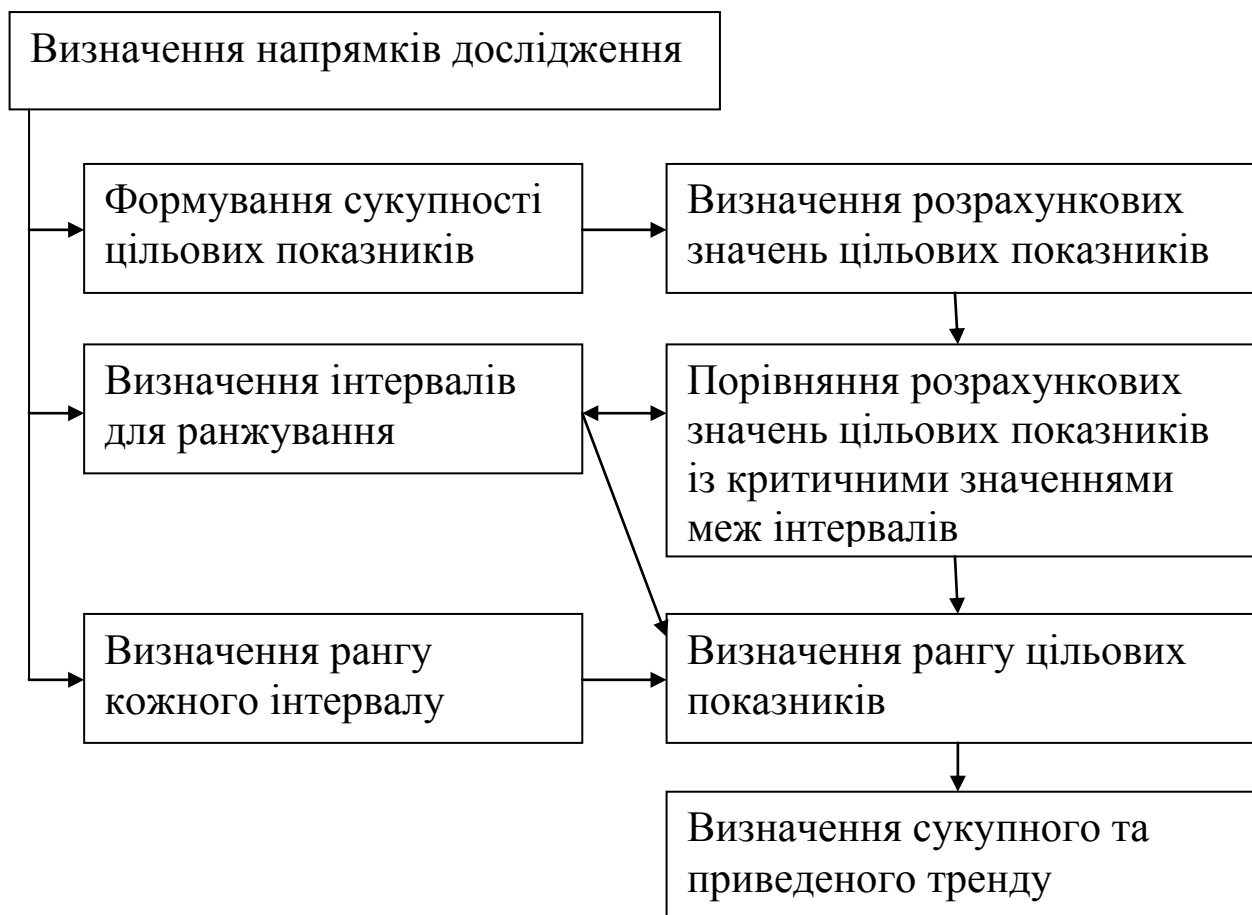 Визначення напрямків дослідження
Формування сукупності
цільових показників
Визначення розрахункових
значень цільових показників
Визначення інтервалів
для ранжування
Порівняння розрахункових
значень цільових показників
із критичними значеннями
меж інтервалів
Визначення рангу
кожного інтервалу
Визначення рангу цільових
показників
Визначення сукупного та
приведеного тренду